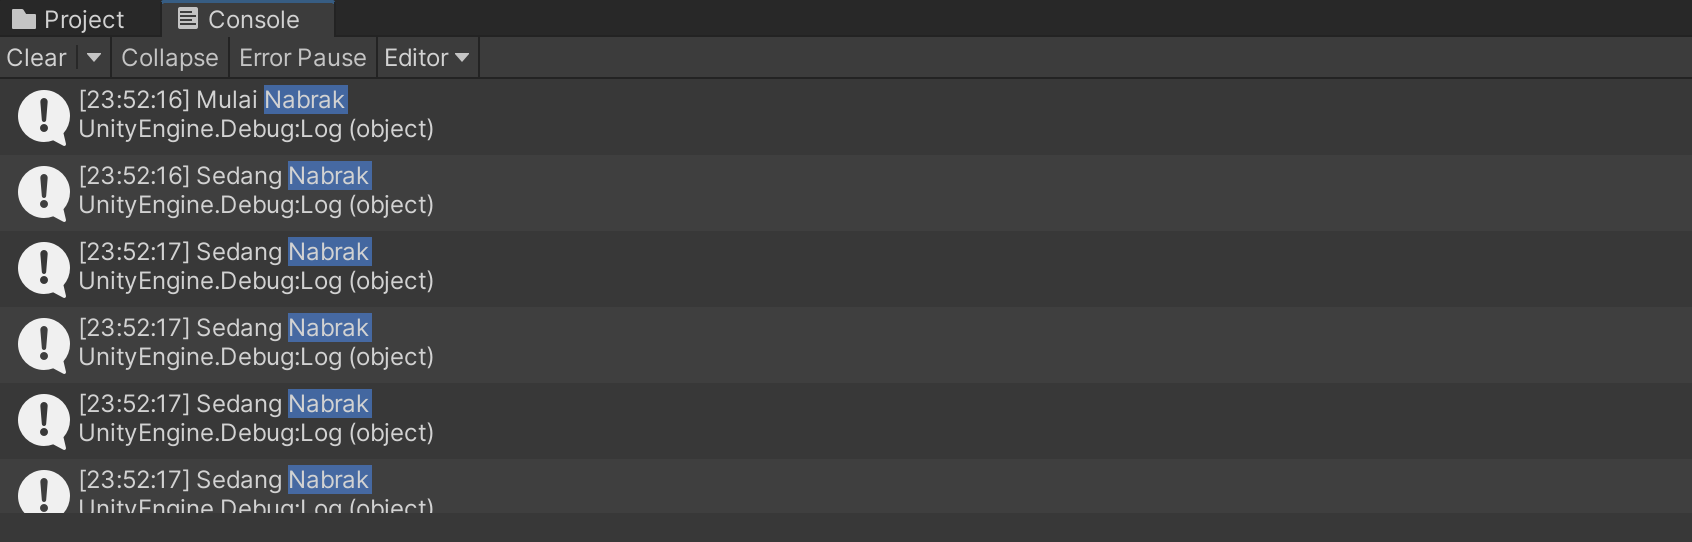 Project Console
Clear Collapse Error Pause Editor
[23:52:16] Mulai Nabrak
UnityEngine.Debug:Log (object)
[23:52:16] Sedang Nabrak
UnityEngine.Debug:Log (object)
[23:52:17] Sedang Nabrak
UnityEngine.Debug:Log (object)
[23:52:17] Sedang Nabrak
UnityEngine.Debug:Log (object)
[23:52:17] Sedang Nabrak
UnityEngine.Debug:Log (object)
[23:52:17] Sedang Nabrak
UnityEngine.Debug:Log (object)